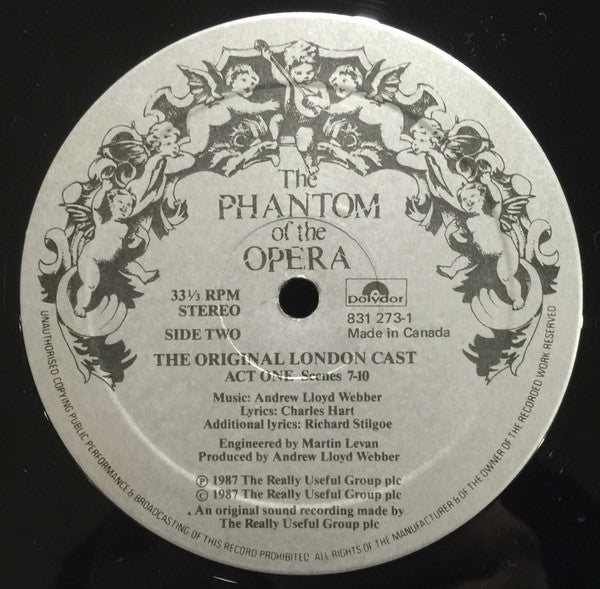 The
PHANTOM
of the
OPERA
33⅓ RPM
STEREO
SIDE TWO
polydor
831 273-1
Made in Canada
THE ORIGINAL LONDON CAST
ACT ONE Scenes 7-10
Music: Andrew Lloyd Webber
Lyrics: Charles Hart
Additional lyrics: Richard Stilgoe
Engineered by Martin Levan
Produced by Andrew Lloyd Webber
℗ 1987 The Really Useful Group plc
© 1987 The Really Useful Group plc
An original sound recording made by
The Really Useful Group plc
UNAUTHORISED COPYING PUBLIC PERFORMANCE & BROADCASTING OF THIS RECORD PROHIBITED ALL RIGHTS OF THE MANUFACTURER & OF THE OWNER OF THE RECORDED WORK RESERVED